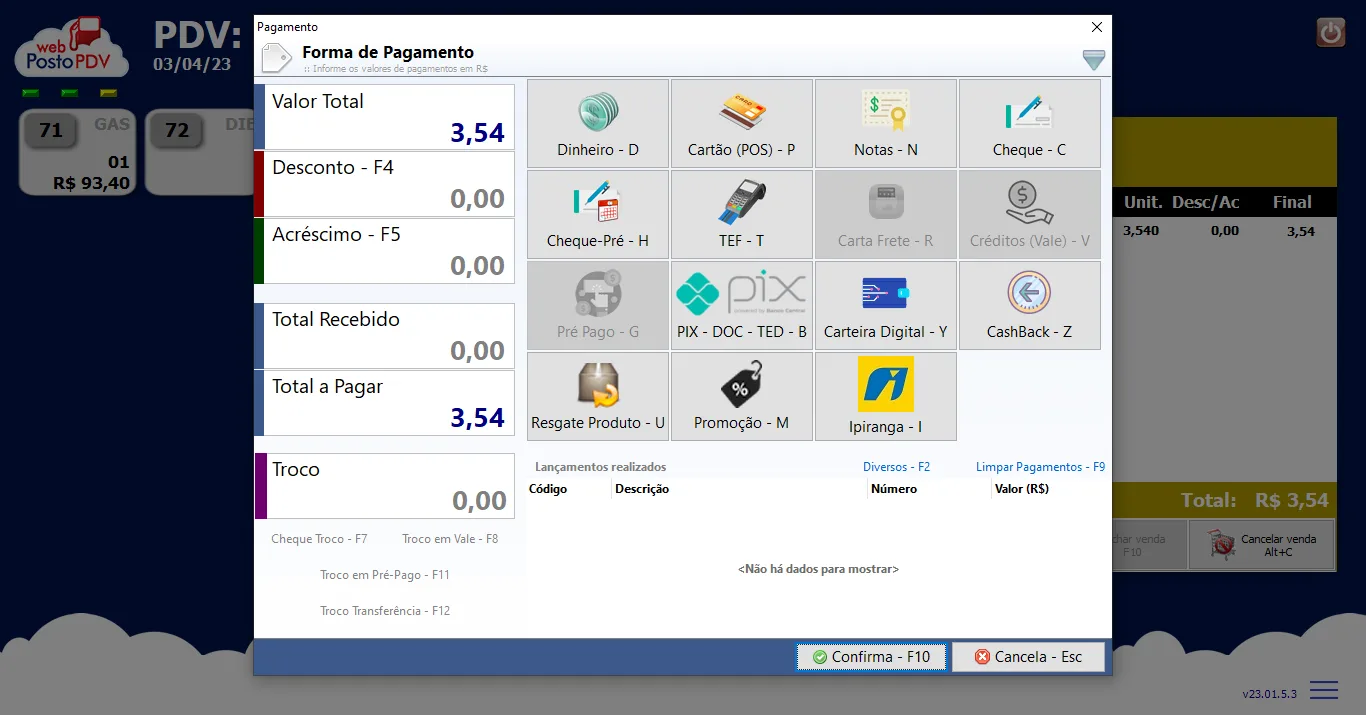 web
PostoPDV
PDV:
03/04/23
71
GAS
01
R$ 93,40
72
DIE
Pagamento
Forma de Pagamento
:: Informe os valores de pagamentos em R$
Valor Total
3,54
Desconto - F4
0,00
Acréscimo - F5
0,00
Total Recebido
0,00
Total a Pagar
3,54
Troco
0,00
Cheque Troco - F7
Troco em Vale - F8
Troco em Pré-Pago - F11
Troco Transferência - F12
Dinheiro - D
Cartão (POS) - P
Notas - N
Cheque - C
Cheque-Pré - H
TEF - T
Carta Frete - R
Créditos (Vale) - V
Pré Pago - G
pix
powered by Banco Central
PIX - DOC - TED - B
Carteira Digital - Y
CashBack - Z
Resgate Produto - U
Promoção - M
Ipiranga - I
Lançamentos realizados
Diversos - F2
Limpar Pagamentos - F9
Código
Descrição
Número
Valor (R$)
<Não há dados para mostrar>
Confirma - F10
Cancela - Esc
Unit.
Desc/Ac
Final
3,540
0,00
3,54
Total:
R$ 3,54
char venda
F10
Cancelar venda
Alt+C
v23.01.5.3